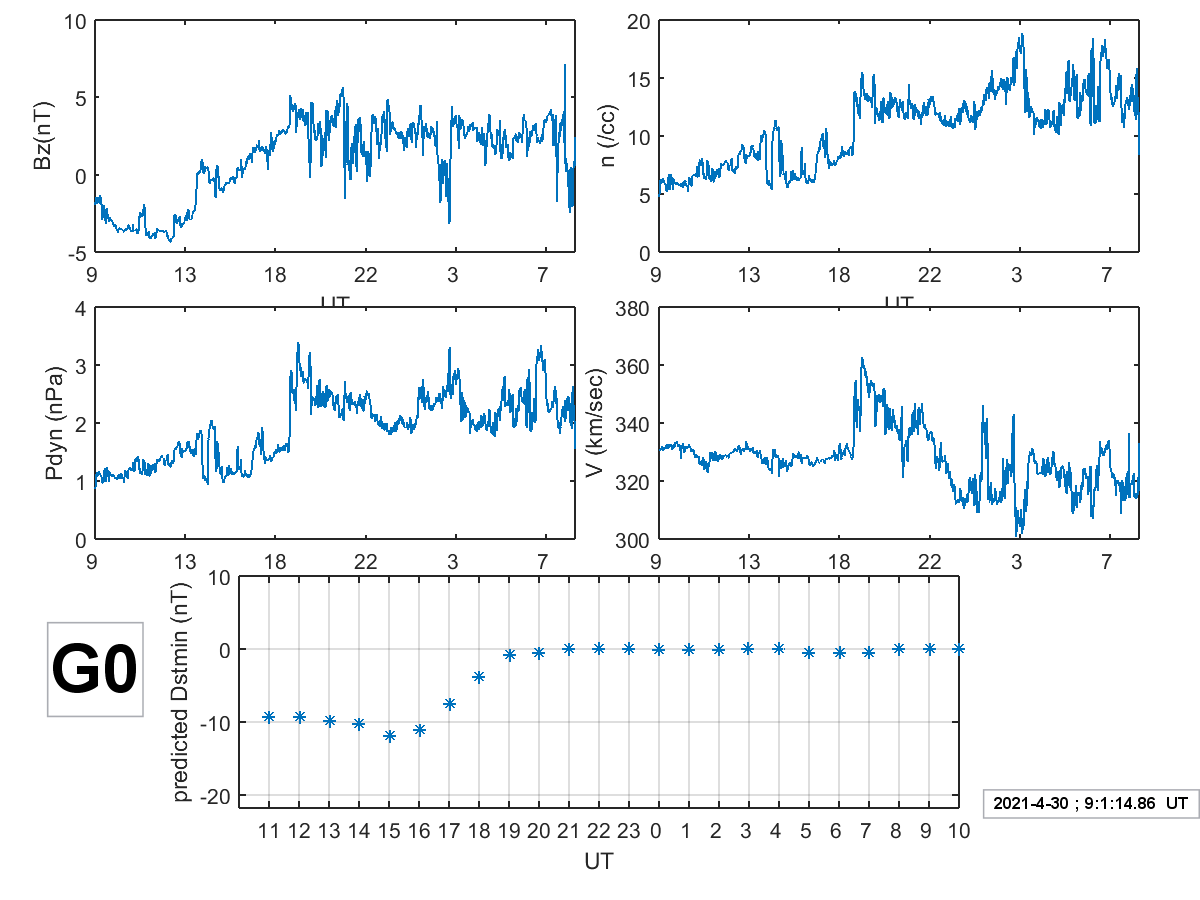 Bz(nT)
10
5
0
-5
9 13 18 22 3 7
UT
n (/cc)
20
15
10
5
0
9 13 18 22 3 7
UT
Pdyn (nPa)
4
3
2
1
0
9 13 18 22 3 7
V (km/sec)
380
360
340
320
300
9 13 18 22 3 7
G0
predicted Dstmin (nT)
10
0
-10
-20
11 12 13 14 15 16 17 18 19 20 21 22 23 0 1 2 3 4 5 6 7 8 9 10
UT
2021-4-30 ; 9:1:14.86 UT